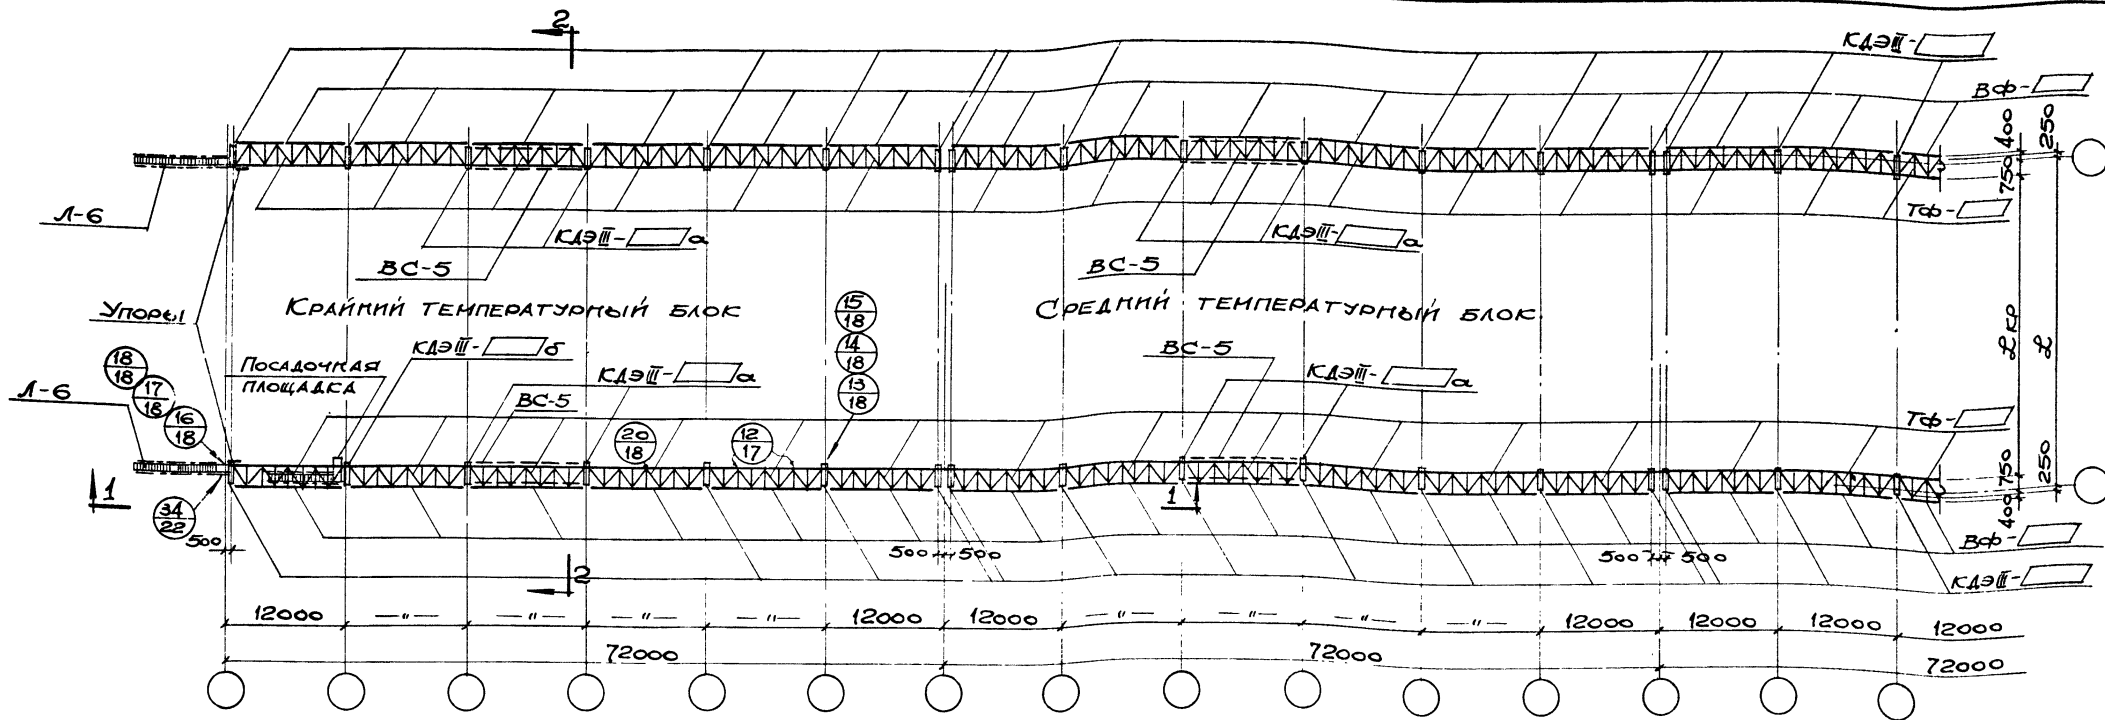 2
КДЭIII-
ВФ-
400
250
750
Л-6
ТФ-
КДЭIII- а
КДЭIII- а
ВС-5
ВС-5
Упоры
Крайний температурный блок
Средний температурный блок
15
18
14
18
13
18
Lкр
L
КДЭIII- б
ВС-5
18
18
17
18
16
18
Посадочная
площадка
КДЭIII- а
КДЭIII- а
Л-6
ВС-5
ТФ-
20
18
12
17
750
250
400
1
1
34
22
500
500 500
500 500
ВФ-
КДЭIII-
2
12000 —"— —"— —"— —"— 12000 12000 —"— —"— —"— —"— 12000 12000 12000 12000
72000 72000 72000